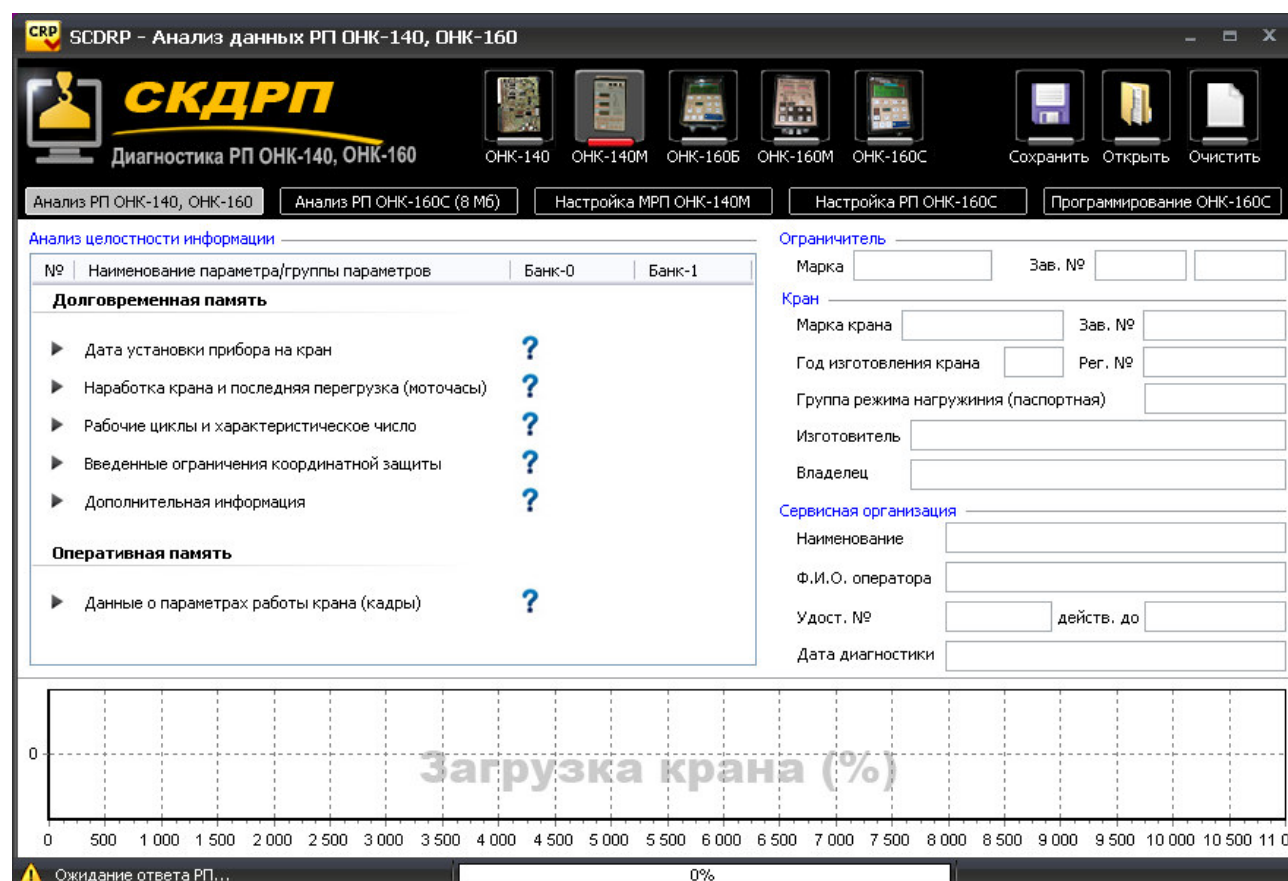 CRP SCDRP - Анализ данных РП ОНК-140, ОНК-160
СКДРП
Диагностика РП ОНК-140, ОНК-160
ОНК-140 ОНК-140М ОНК-160Б ОНК-160М ОНК-160С Сохранить Открыть Очистить
Анализ РП ОНК-140, ОНК-160 Анализ РП ОНК-160С (8 Мб) Настройка МРП ОНК-140М Настройка РП ОНК-160С Программирование ОНК-160С
Анализ целостности информации
№ Наименование параметра/группы параметров Банк-0 Банк-1
Долговременная память
Дата установки прибора на кран ?
Наработка крана и последняя перегрузка (моточасы) ?
Рабочие циклы и характеристическое число ?
Введенные ограничения координатной защиты ?
Дополнительная информация ?
Оперативная память
Данные о параметрах работы крана (кадры) ?
Ограничитель
Марка Зав. №
Кран
Марка крана Зав. №
Год изготовления крана Рег. №
Группа режима нагружиния (паспортная)
Изготовитель
Владелец
Сервисная организация
Наименование
Ф.И.О. оператора
Удост. № действ. до
Дата диагностики
0
Загрузка крана (%)
0 500 1 000 1 500 2 000 2 500 3 000 3 500 4 000 4 500 5 000 5 500 6 000 6 500 7 000 7 500 8 000 8 500 9 000 9 500 10 000 10 500 11 0
Ожидание ответа РП... 0%